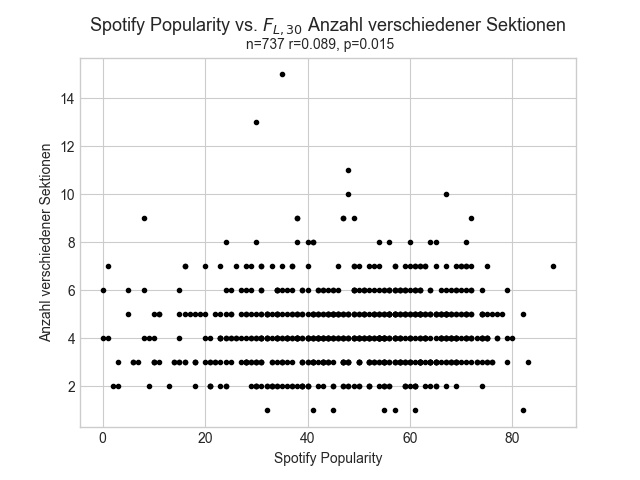 Spotify Popularity vs. F_{L,30} Anzahl verschiedener Sektionen
n=737 r=0.089, p=0.015
Anzahl verschiedener Sektionen
14
12
10
8
6
4
2
0 20 40 60 80
Spotify Popularity